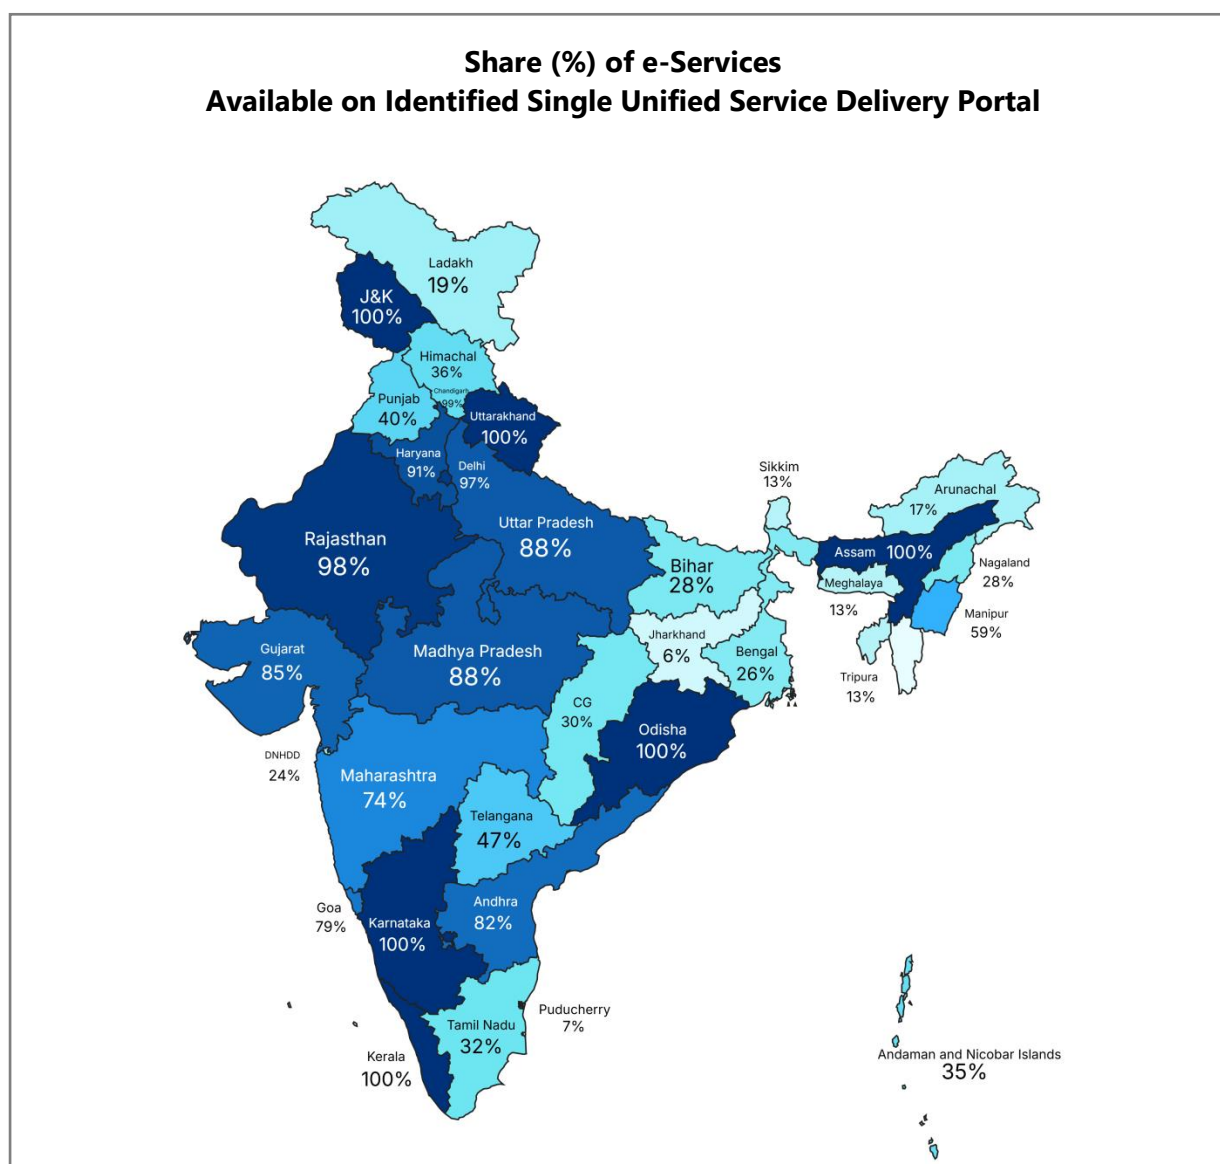 Share (%) of e-Services
Available on Identified Single Unified Service Delivery Portal
Ladakh
19%
J&K
100%
Himachal
36%
Chandigarh
99%
Punjab
40%
Uttarakhand
100%
Haryana
91%
Delhi
97%
Sikkim
13%
Arunachal
17%
Rajasthan
98%
Uttar Pradesh
88%
Bihar
28%
Assam 100%
Nagaland
28%
Meghalaya
13%
Manipur
59%
Gujarat
85%
Madhya Pradesh
88%
Jharkhand
6%
Bengal
26%
Tripura
13%
CG
30%
Odisha
100%
DNHDD
24%
Maharashtra
74%
Telangana
47%
Goa
79%
Karnataka
100%
Andhra
82%
Puducherry
7%
Tamil Nadu
32%
Kerala
100%
Andaman and Nicobar Islands
35%